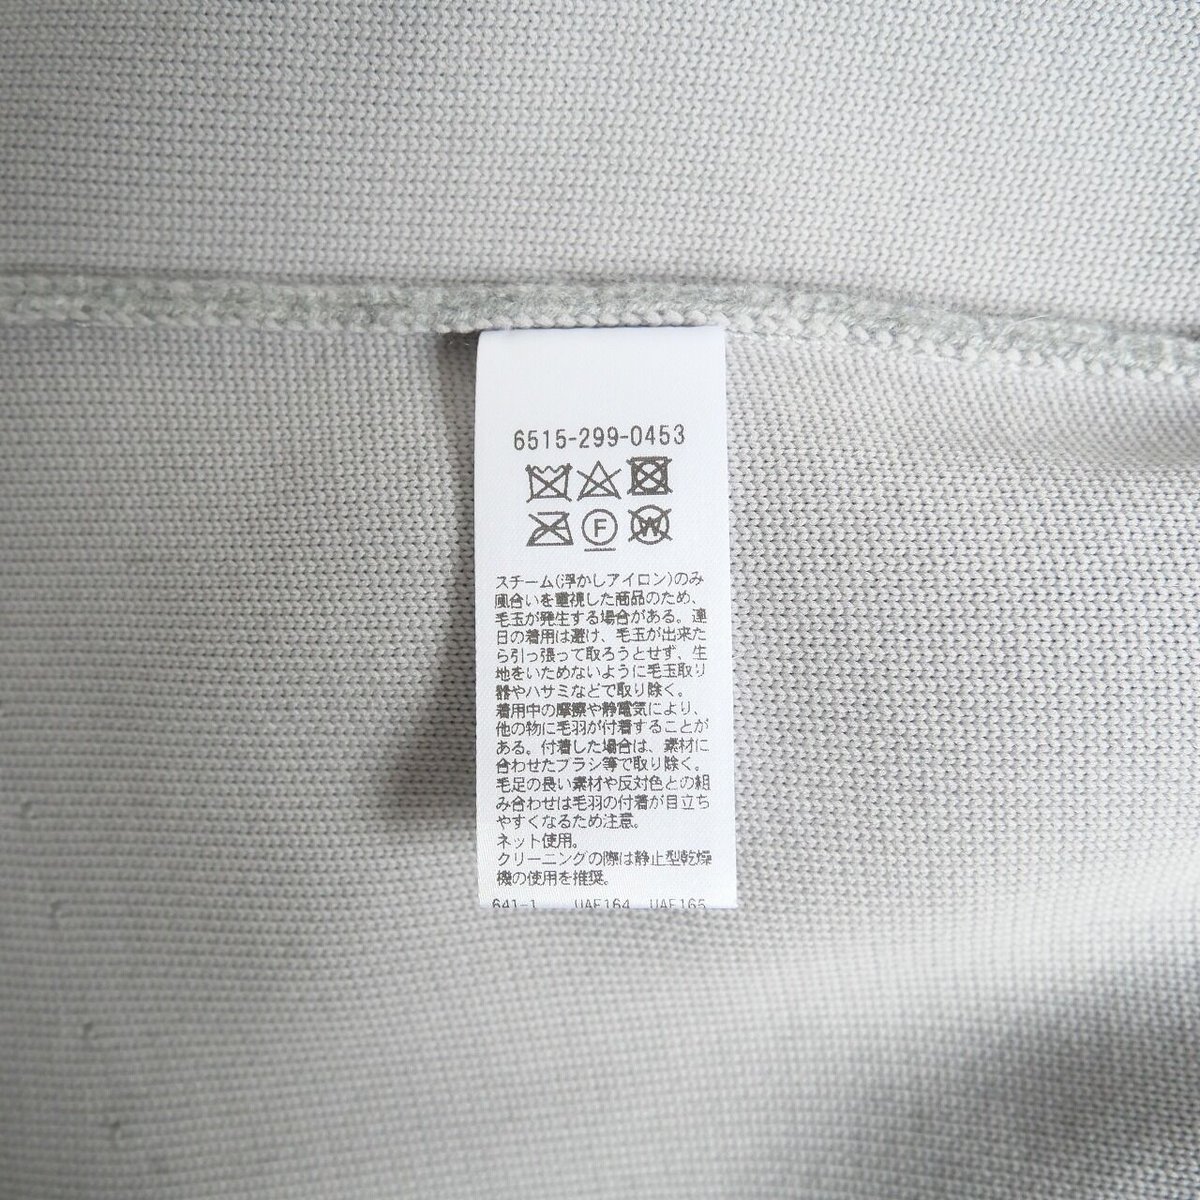 6515-299-0453
F W
スチーム(浮かしアイロン)のみ
風合いを重視した商品のため、
毛玉が発生する場合がある。連
日の着用は避け、毛玉が出来た
ら引っ張って取ろうとせず、生
地をいためないように毛玉取り
器やハサミなどで取り除く。
着用中の摩擦や静電気により、
他の物に毛羽が付着することが
ある。付着した場合は、素材に
合わせたブラシ等で取り除く。
毛足の長い素材や反対色との組
み合わせは毛羽の付着が目立ち
やすくなるため注意。
ネット使用。
クリーニングの際は静止型乾燥
機の使用を推奨。
641-1 UAF164 UAF165